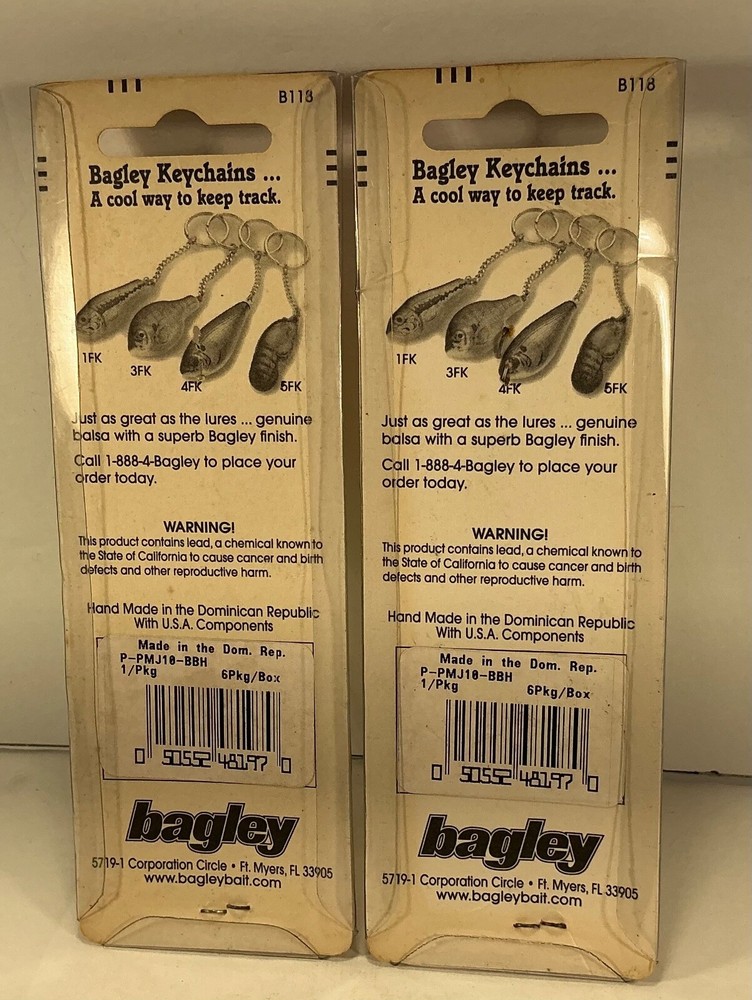 B118
Bagley Keychains ...
A cool way to keep track.
1FK
3FK
4FK
5FK
Just as great as the lures ... genuine
balsa with a superb Bagley finish.
Call 1-888-4-Bagley to place your
order today.
WARNING!
This product contains lead, a chemical known to
the State of California to cause cancer and birth
defects and other reproductive harm.
Hand Made in the Dominican Republic
With U.S.A. Components
Made in the Dom. Rep.
P-PMJ10-BBH
1/Pkg 6Pkg/Box
0 50552 48197 0
bagley
5719-1 Corporation Circle • Ft. Myers, FL 33905
www.bagleybait.com
B118
Bagley Keychains ...
A cool way to keep track.
1FK
3FK
4FK
5FK
Just as great as the lures ... genuine
balsa with a superb Bagley finish.
Call 1-888-4-Bagley to place your
order today.
WARNING!
This product contains lead, a chemical known to
the State of California to cause cancer and birth
defects and other reproductive harm.
Hand Made in the Dominican Republic
With U.S.A. Components
Made in the Dom. Rep.
P-PMJ10-BBH
1/Pkg 6Pkg/Box
0 50552 48197 0
bagley
5719-1 Corporation Circle • Ft. Myers, FL 33905
www.bagleybait.com